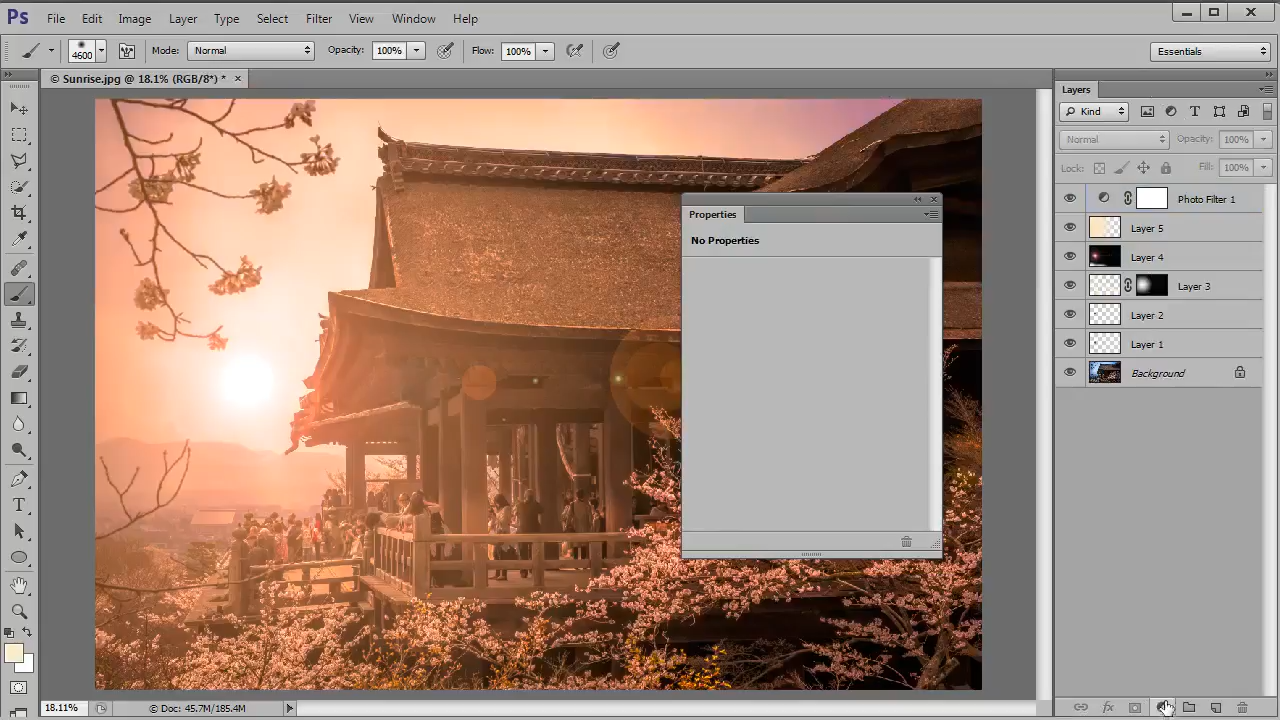 Ps File Edit Image Layer Type Select Filter View Window Help
4600 Mode: Normal Opacity: 100% Flow: 100% Essentials
© Sunrise.jpg @ 18.1% (RGB/8*) * ×
Layers
Kind
Normal Opacity: 100%
Lock: Fill: 100%
Photo Filter 1
Layer 5
Layer 4
Layer 3
Layer 2
Layer 1
Background
Properties
No Properties
18.11% Doc: 45.7M/185.4M